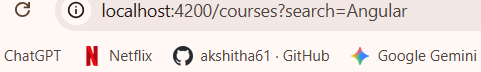 localhost:4200/courses?search=Angular
ChatGPT Netflix akshitha61 · GitHub Google Gemini